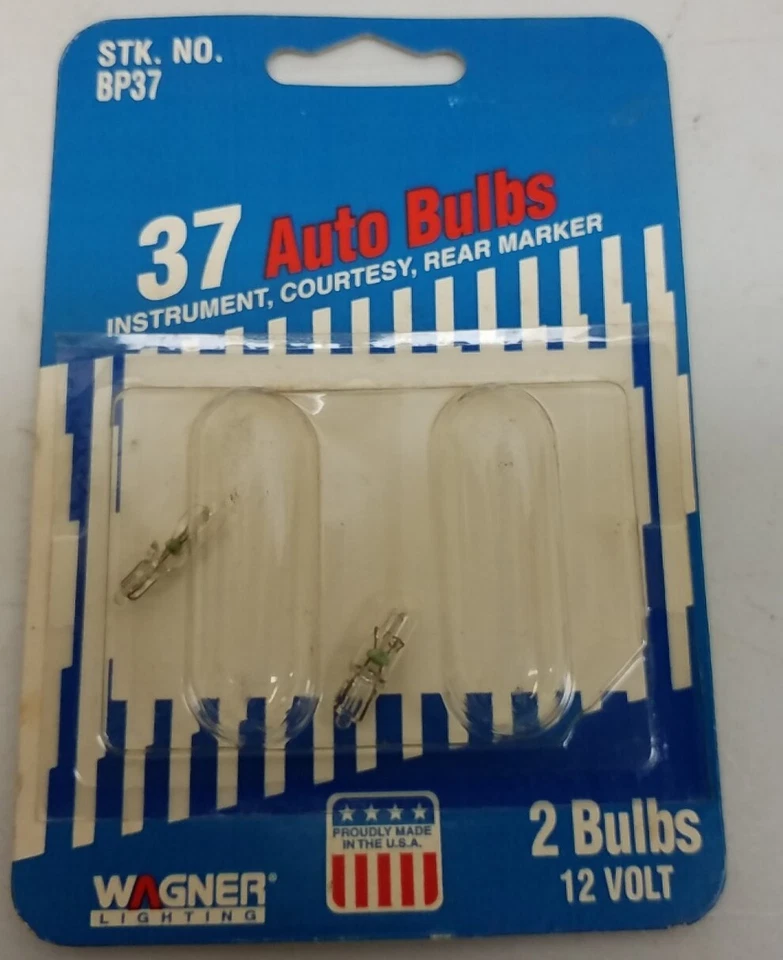 STK. NO.
BP37
37 Auto Bulbs
INSTRUMENT, COURTESY, REAR MARKER
PROUDLY MADE
IN THE U.S.A.
2 Bulbs
12 VOLT
WAGNER®
LIGHTING